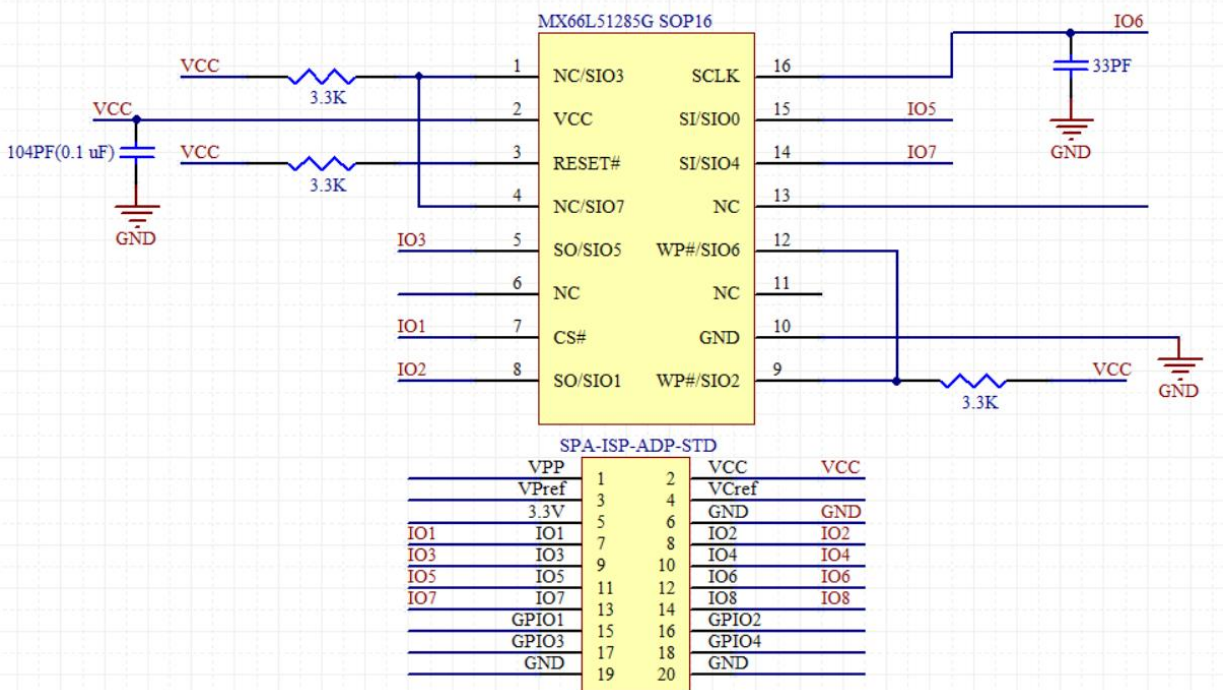 MX66L51285G SOP16
IO6
VCC 1 NC/SIO3 SCLK 16 33PF
3.3K
VCC 2 VCC SI/SIO0 15 IO5
104PF(0.1 uF) VCC 3 RESET# SI/SIO4 14 IO7 GND
3.3K
4 NC/SIO7 NC 13
GND
IO3 5 SO/SIO5 WP#/SIO6 12
6 NC NC 11
IO1 7 CS# GND 10
IO2 8 SO/SIO1 WP#/SIO2 9 VCC GND
3.3K
SPA-ISP-ADP-STD
VPP 1 2 VCC VCC
VPref 3 4 VCref
3.3V 5 6 GND GND
IO1 IO1 7 8 IO2 IO2
IO3 IO3 9 10 IO4 IO4
IO5 IO5 11 12 IO6 IO6
IO7 IO7 13 14 IO8 IO8
GPIO1 15 16 GPIO2
GPIO3 17 18 GPIO4
GND 19 20 GND